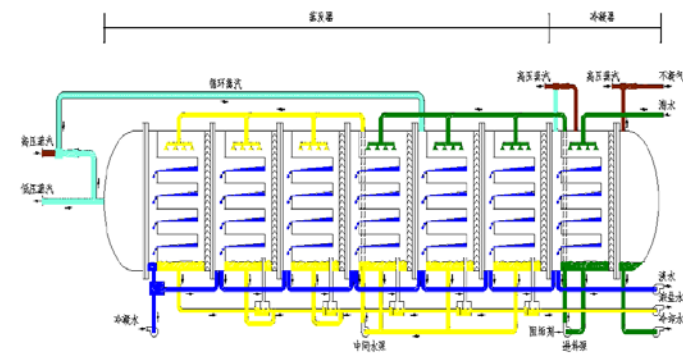 蒸发器
冷凝器
循环蒸汽
高压蒸汽
高压蒸汽
不凝气
海水
高压蒸汽
低压蒸汽
淡水
浓盐水
冷却水
冷凝水
中间水泵
阻垢剂
进料泵